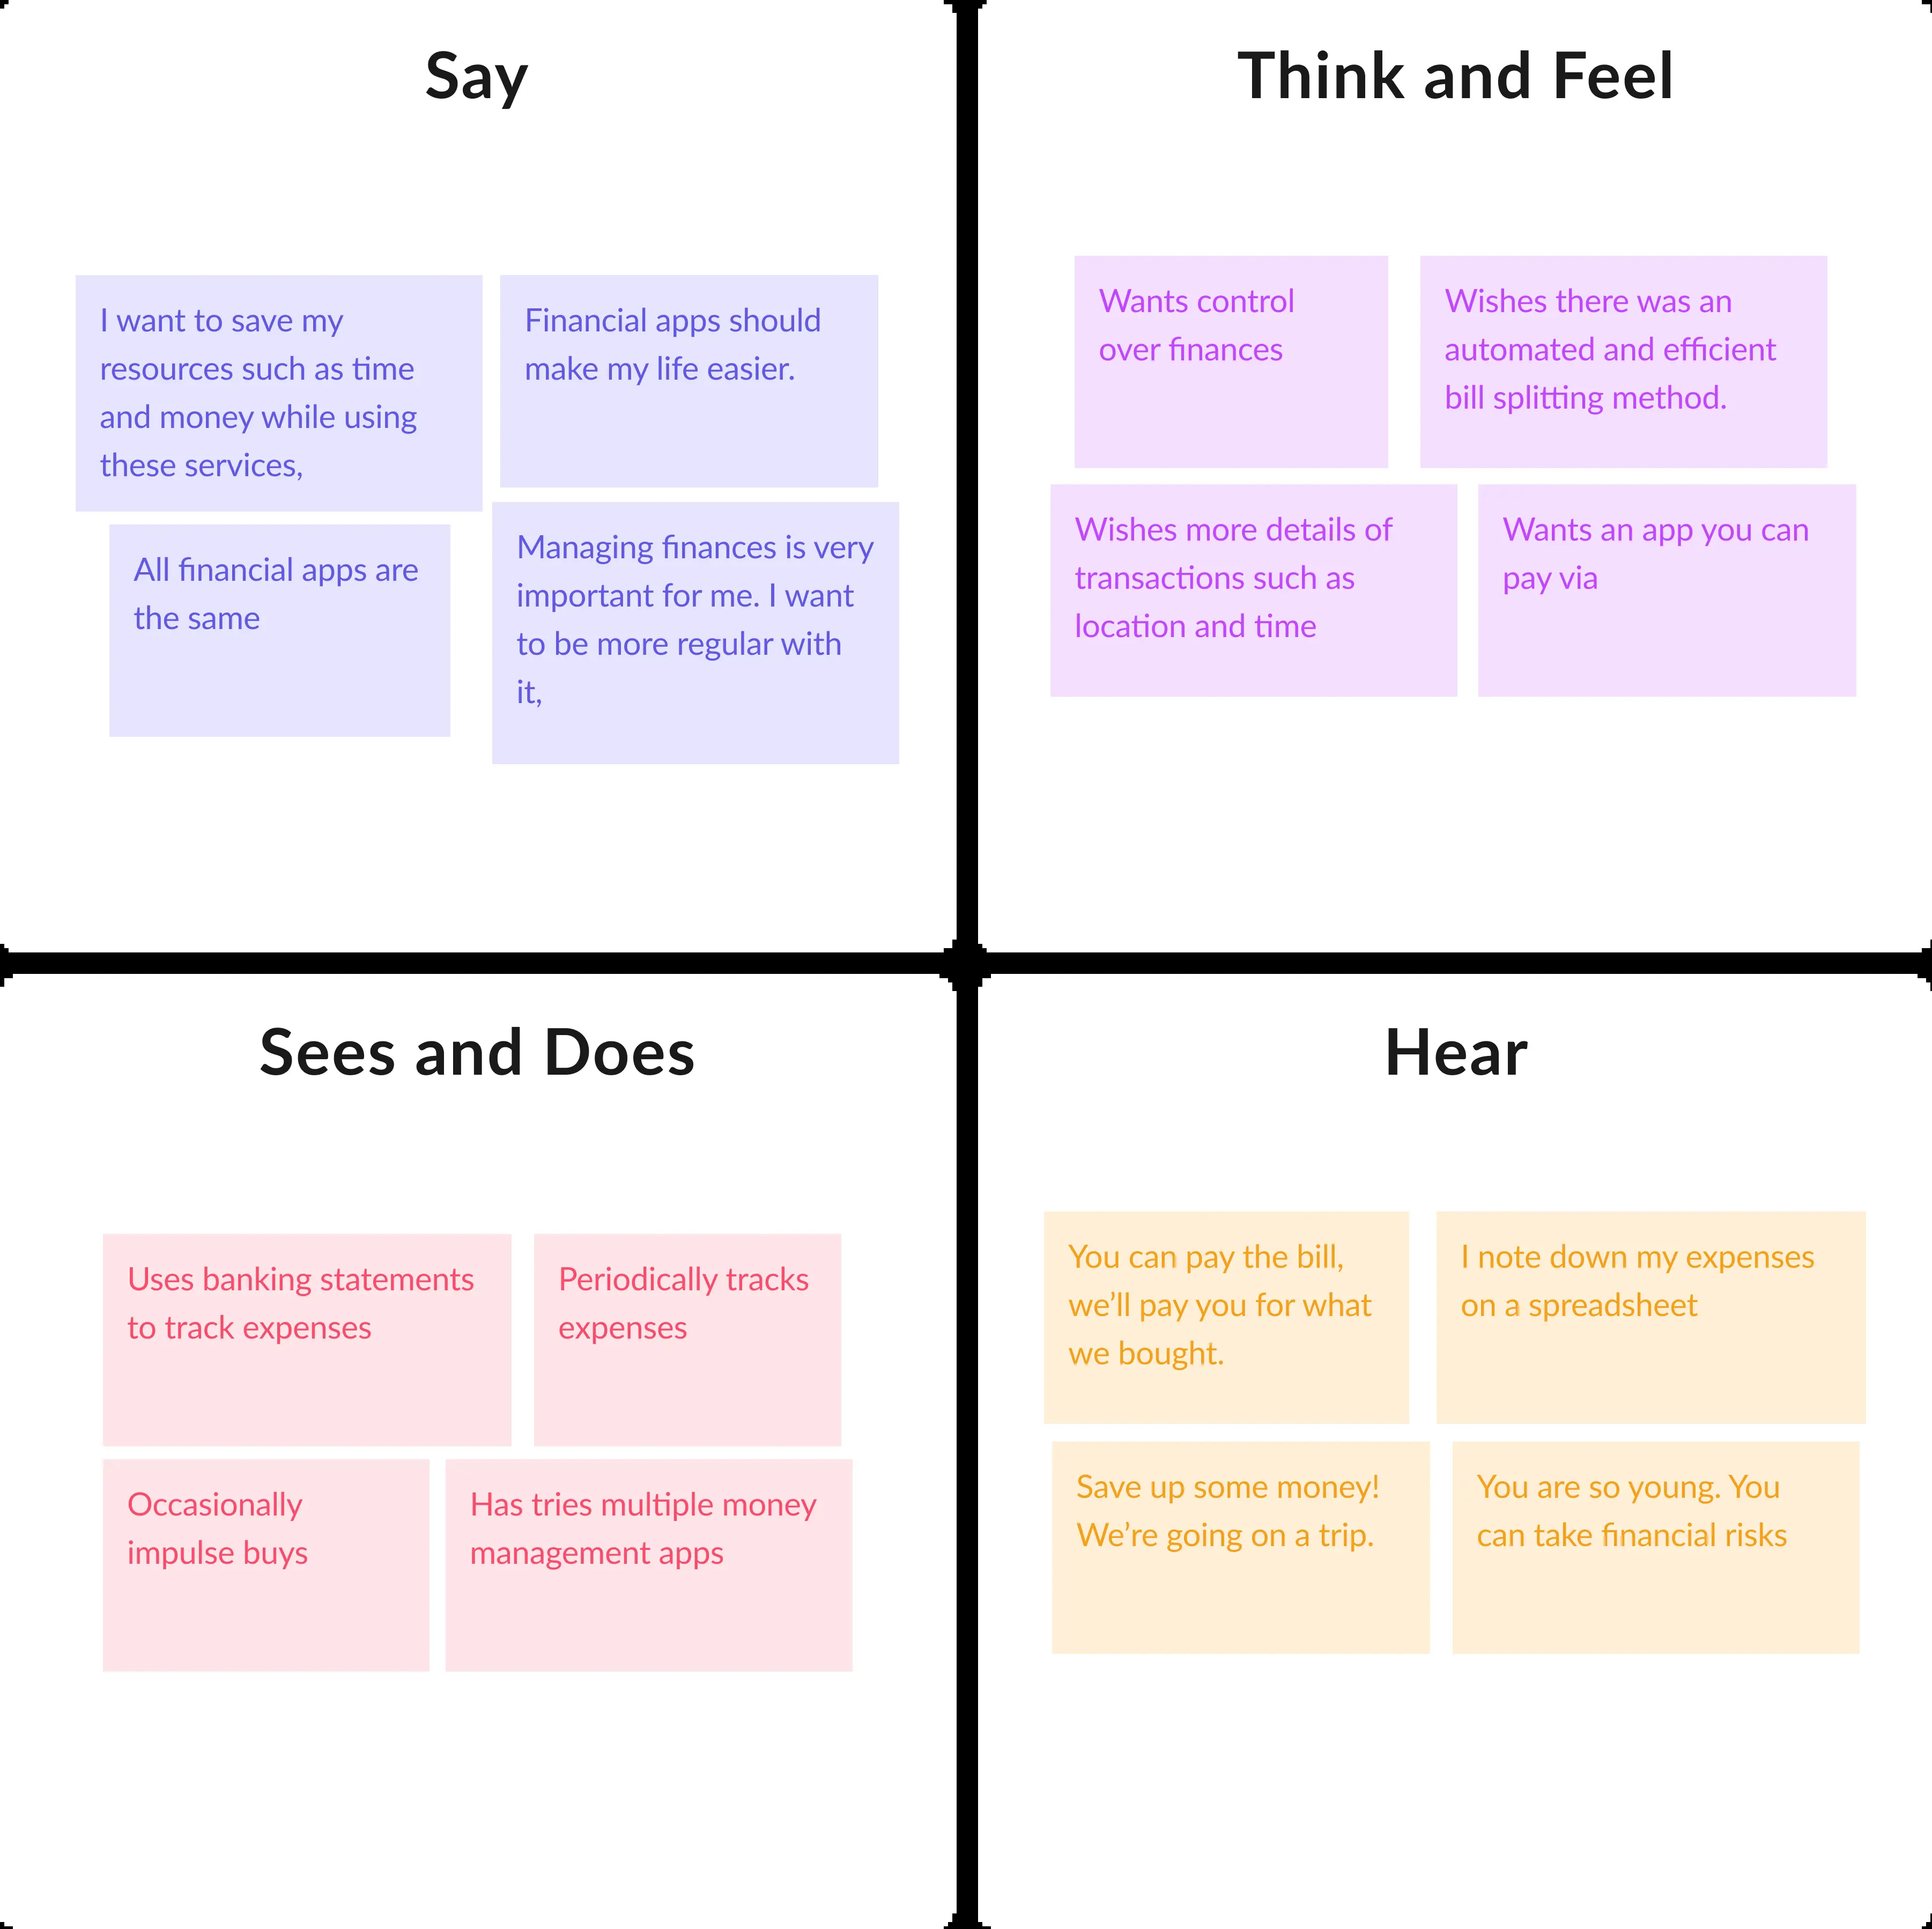 Say
I want to save my
resources such as time
and money while using
these services,
Financial apps should
make my life easier.
All financial apps are
the same
Managing finances is very
important for me. I want
to be more regular with
it,
Think and Feel
Wants control
over finances
Wishes there was an
automated and efficient
bill splitting method.
Wishes more details of
transactions such as
location and time
Wants an app you can
pay via
Sees and Does
Uses banking statements
to track expenses
Periodically tracks
expenses
Occasionally
impulse buys
Has tries multiple money
management apps
Hear
You can pay the bill,
we’ll pay you for what
we bought.
I note down my expenses
on a spreadsheet
Save up some money!
We’re going on a trip.
You are so young. You
can take financial risks